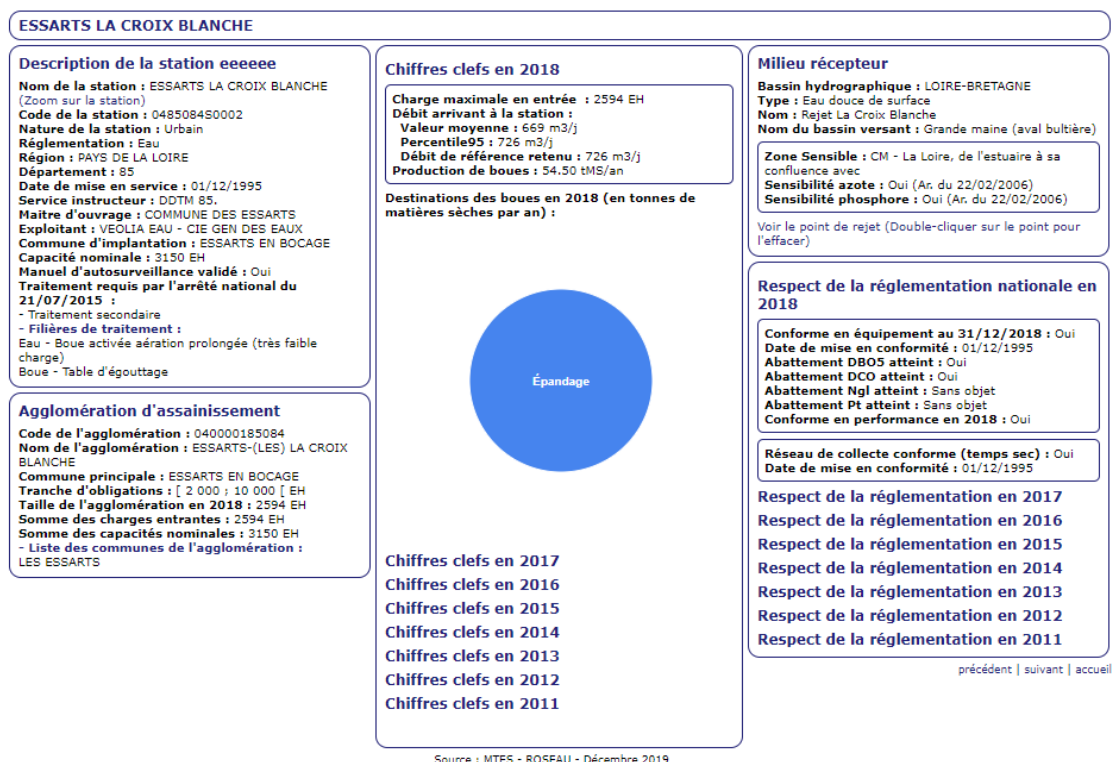 ESSARTS LA CROIX BLANCHE
Description de la station eeeeee
Nom de la station : ESSARTS LA CROIX BLANCHE
(Zoom sur la station)
Code de la station : 0485084S0002
Nature de la station : Urbain
Réglementation : Eau
Région : PAYS DE LA LOIRE
Département : 85
Date de mise en service : 01/12/1995
Service instructeur : DDTM 85.
Maitre d'ouvrage : COMMUNE DES ESSARTS
Exploitant : VEOLIA EAU - CIE GEN DES EAUX
Commune d'implantation : ESSARTS EN BOCAGE
Capacité nominale : 3150 EH
Manuel d'autosurveillance validé : Oui
Traitement requis par l'arrêté national du
21/07/2015 :
- Traitement secondaire
- Filières de traitement :
Eau - Boue activée aération prolongée (très faible
charge)
Boue - Table d'égouttage
Agglomération d'assainissement
Code de l'agglomération : 040000185084
Nom de l'agglomération : ESSARTS-(LES) LA CROIX
BLANCHE
Commune principale : ESSARTS EN BOCAGE
Tranche d'obligations : [ 2 000 ; 10 000 [ EH
Taille de l'agglomération en 2018 : 2594 EH
Somme des charges entrantes : 2594 EH
Somme des capacités nominales : 3150 EH
- Liste des communes de l'agglomération :
LES ESSARTS
Chiffres clefs en 2018
Charge maximale en entrée : 2594 EH
Débit arrivant à la station :
Valeur moyenne : 669 m3/j
Percentile95 : 726 m3/j
Débit de référence retenu : 726 m3/j
Production de boues : 54.50 tMS/an
Destinations des boues en 2018 (en tonnes de
matières sèches par an) :
Épandage
Chiffres clefs en 2017
Chiffres clefs en 2016
Chiffres clefs en 2015
Chiffres clefs en 2014
Chiffres clefs en 2013
Chiffres clefs en 2012
Chiffres clefs en 2011
Milieu récepteur
Bassin hydrographique : LOIRE-BRETAGNE
Type : Eau douce de surface
Nom : Rejet La Croix Blanche
Nom du bassin versant : Grande maine (aval bultière)
Zone Sensible : CM - La Loire, de l'estuaire à sa
confluence avec
Sensibilité azote : Oui (Ar. du 22/02/2006)
Sensibilité phosphore : Oui (Ar. du 22/02/2006)
Voir le point de rejet (Double-cliquer sur le point pour
l'effacer)
Respect de la réglementation nationale en
2018
Conforme en équipement au 31/12/2018 : Oui
Date de mise en conformité : 01/12/1995
Abattement DBO5 atteint : Oui
Abattement DCO atteint : Oui
Abattement Ngl atteint : Sans objet
Abattement Pt atteint : Sans objet
Conforme en performance en 2018 : Oui
Réseau de collecte conforme (temps sec) : Oui
Date de mise en conformité : 01/12/1995
Respect de la réglementation en 2017
Respect de la réglementation en 2016
Respect de la réglementation en 2015
Respect de la réglementation en 2014
Respect de la réglementation en 2013
Respect de la réglementation en 2012
Respect de la réglementation en 2011
précédent | suivant | accueil
Source : MTES - ROSEAU - Décembre 2019